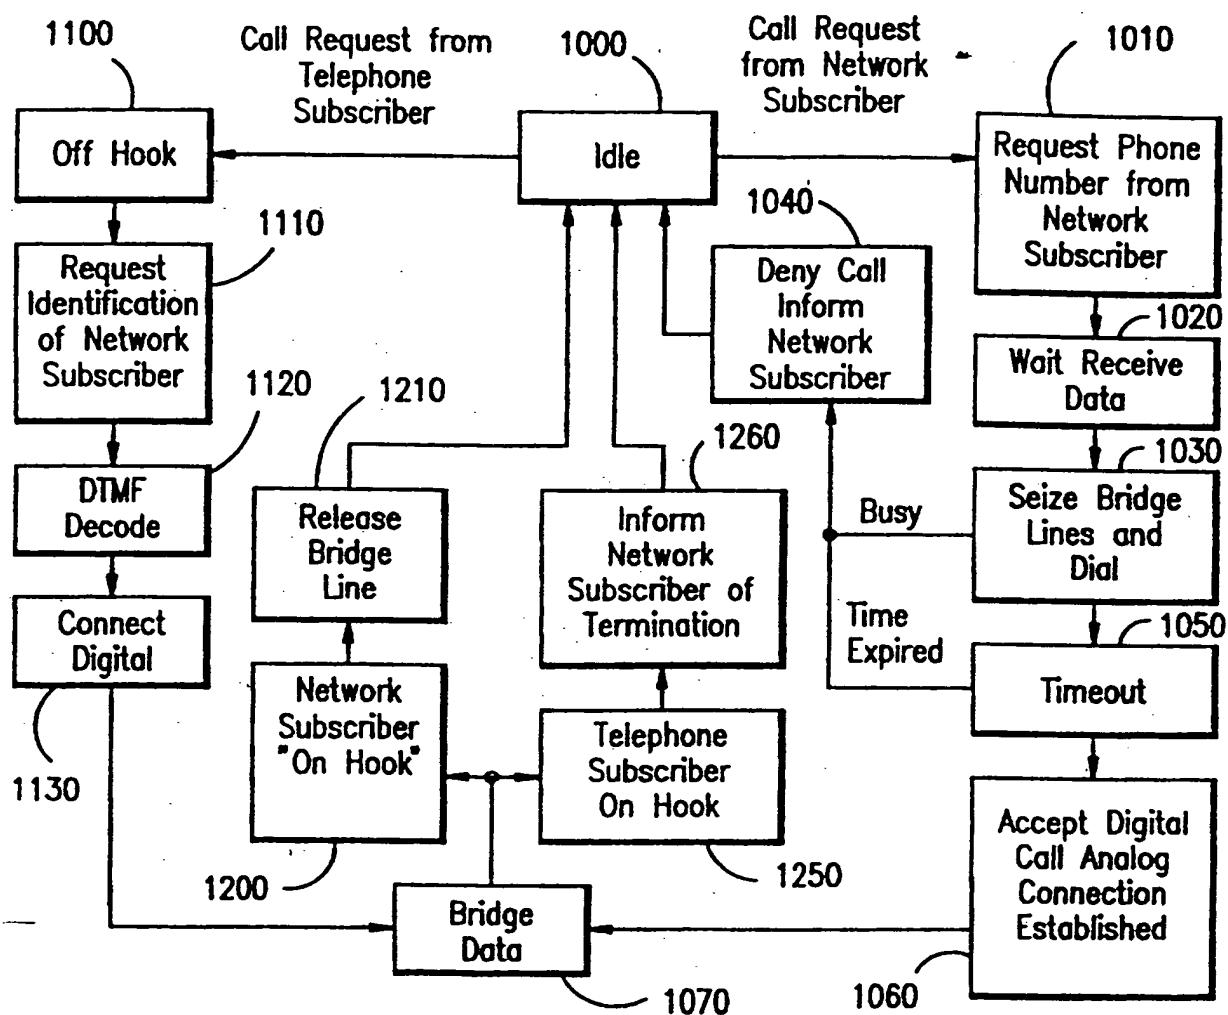 1100
Call Request from
Telephone
Subscriber
1000
Call Request
from Network
Subscriber
1010
Off Hook
Idle
Request Phone
Number from
Network
Subscriber
1110
Request
Identification
of Network
Subscriber
1040
Deny Call
Inform
Network
Subscriber
1020
Wait Receive
Data
1120
DTMF
Decode
1210
Release
Bridge
Line
1260
Inform
Network
Subscriber of
Termination
Busy
1030
Seize Bridge
Lines and
Dial
Time
Expired
1050
Timeout
Connect
Digital
1130
Network
Subscriber
"On Hook"
1200
Telephone
Subscriber
On Hook
1250
Accept Digital
Call Analog
Connection
Established
1060
Bridge
Data
1070